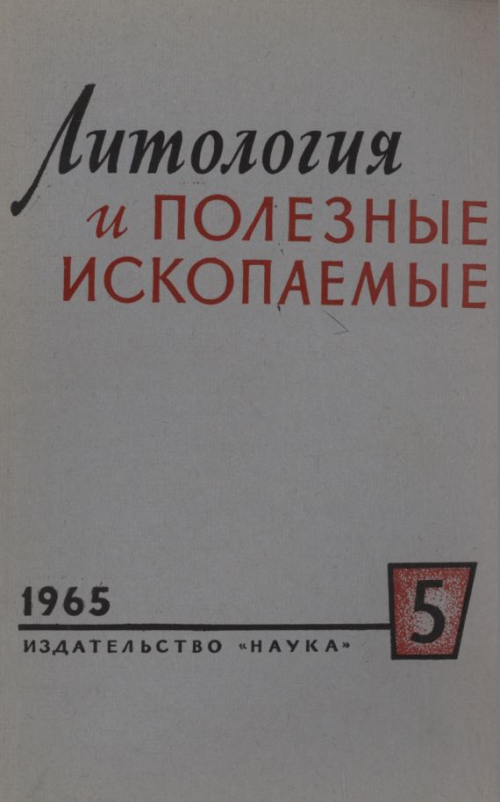 Литология
и ПОЛЕЗНЫЕ
ИСКОПАЕМЫЕ
1965
5
ИЗДАТЕЛЬСТВО «НАУКА»